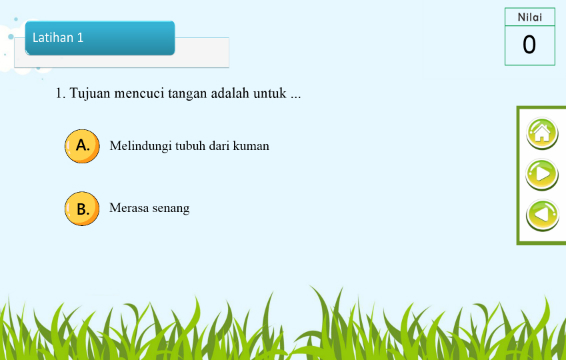 Latihan 1
Nilai
0
1. Tujuan mencuci tangan adalah untuk ...
A. Melindungi tubuh dari kuman
B. Merasa senang